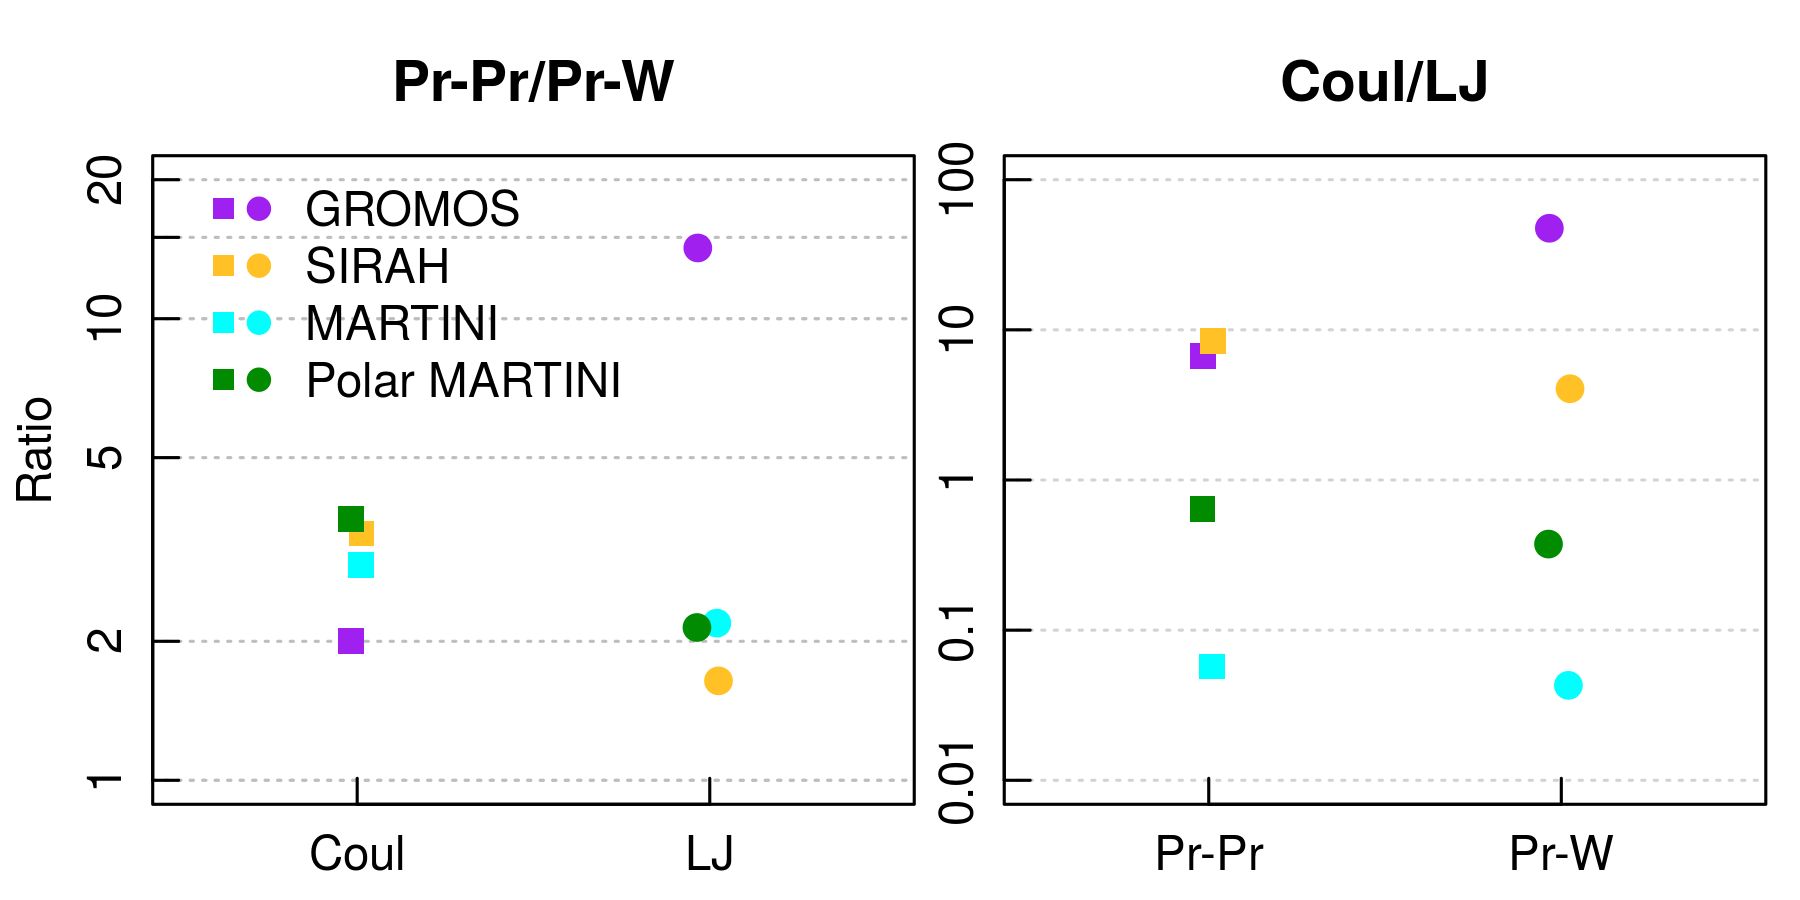 Pr-Pr/Pr-W
Ratio
20
10
5
2
1
GROMOS
SIRAH
MARTINI
Polar MARTINI
Coul
LJ
Coul/LJ
100
10
1
0.1
0.01
Pr-Pr
Pr-W